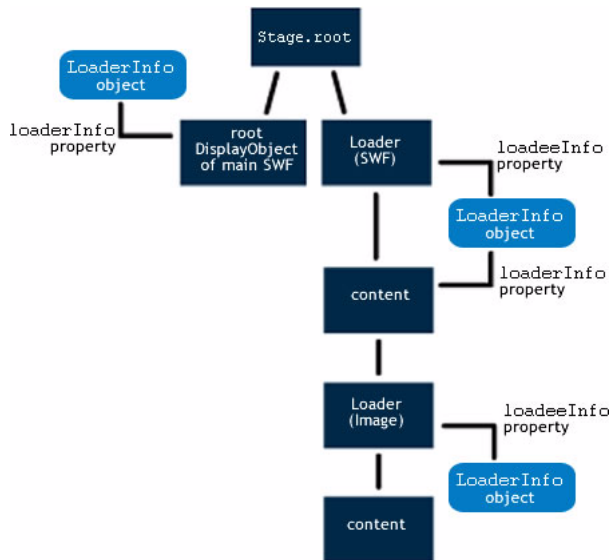 Stage.root
LoaderInfo
object
loaderInfo
property
root
DisplayObject
of main SWF
Loader
(SWF)
loadeeInfo
property
LoaderInfo
object
loaderInfo
property
content
Loader
(Image)
loadeeInfo
property
LoaderInfo
object
content